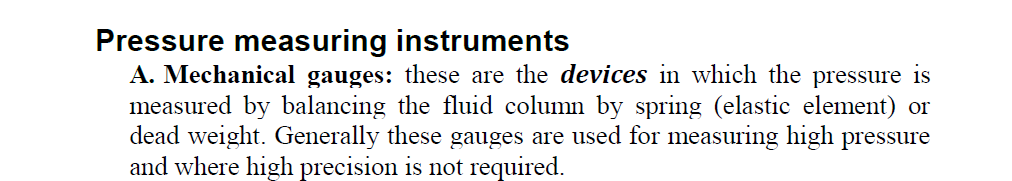 Pressure measuring instruments
A. Mechanical gauges: these are the devices in which the pressure is
measured by balancing the fluid column by spring (elastic element) or
dead weight. Generally these gauges are used for measuring high pressure
and where high precision is not required.